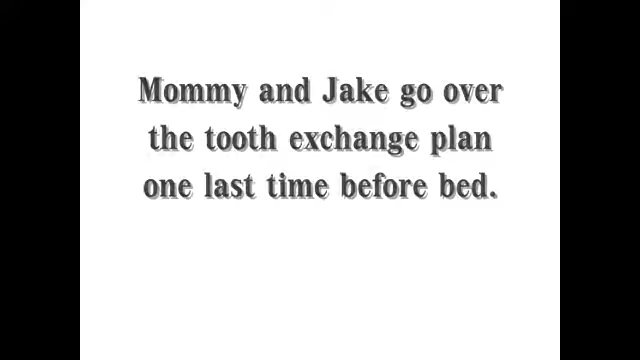 Mommy and Jake go over
the tooth exchange plan
one last time before bed.